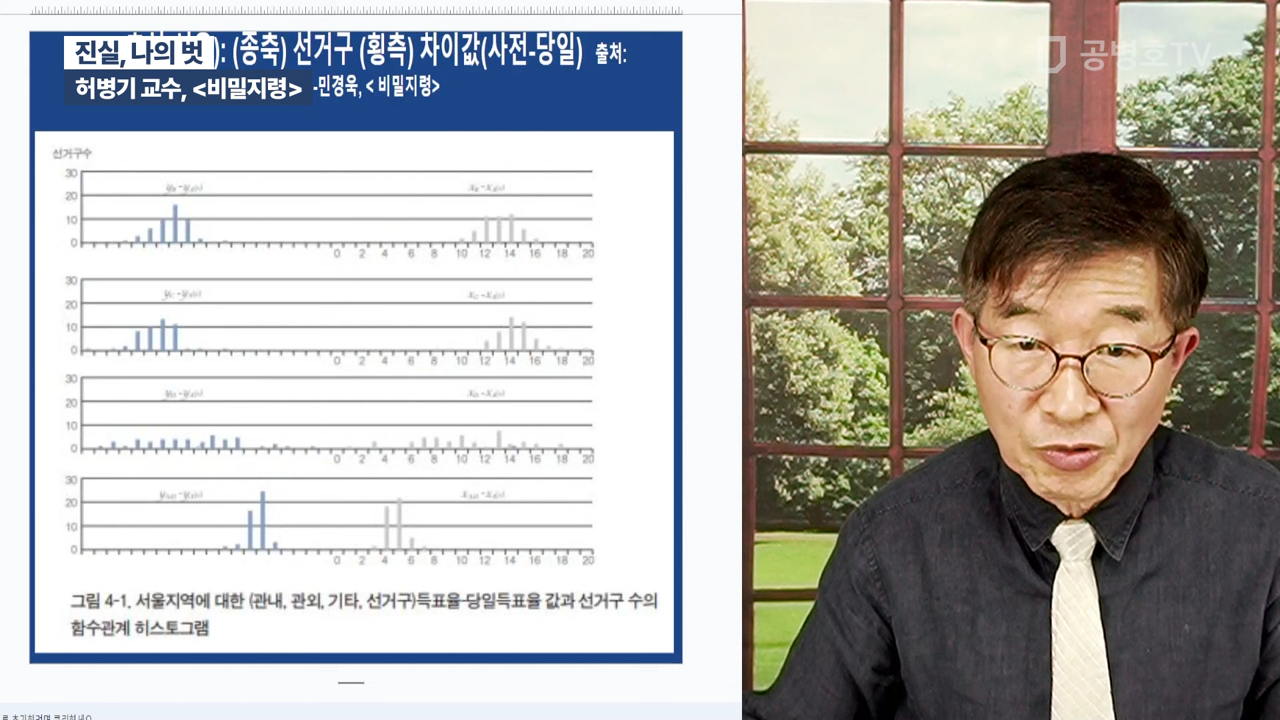 진실, 나의 벗 ): (종축) 선거구 (횡측) 차이값(사전-당일) 출처:
허병기 교수, <비밀지령> -민경욱, < 비밀지령>
공병호TV
선거구수
30
20
10
0
0 2 4 6 8 10 12 14 16 18 20
30
20
10
0
0 2 4 6 8 10 12 14 16 18 20
30
20
10
0
0 2 4 6 8 10 12 14 16 18 20
30
20
10
0
0 2 4 6 8 10 12 14 16 18 20
그림 4-1. 서울지역에 대한 (관내, 관외, 기타, 선거구)득표율-당일득표율 값과 선거구 수의
함수관계 히스토그램